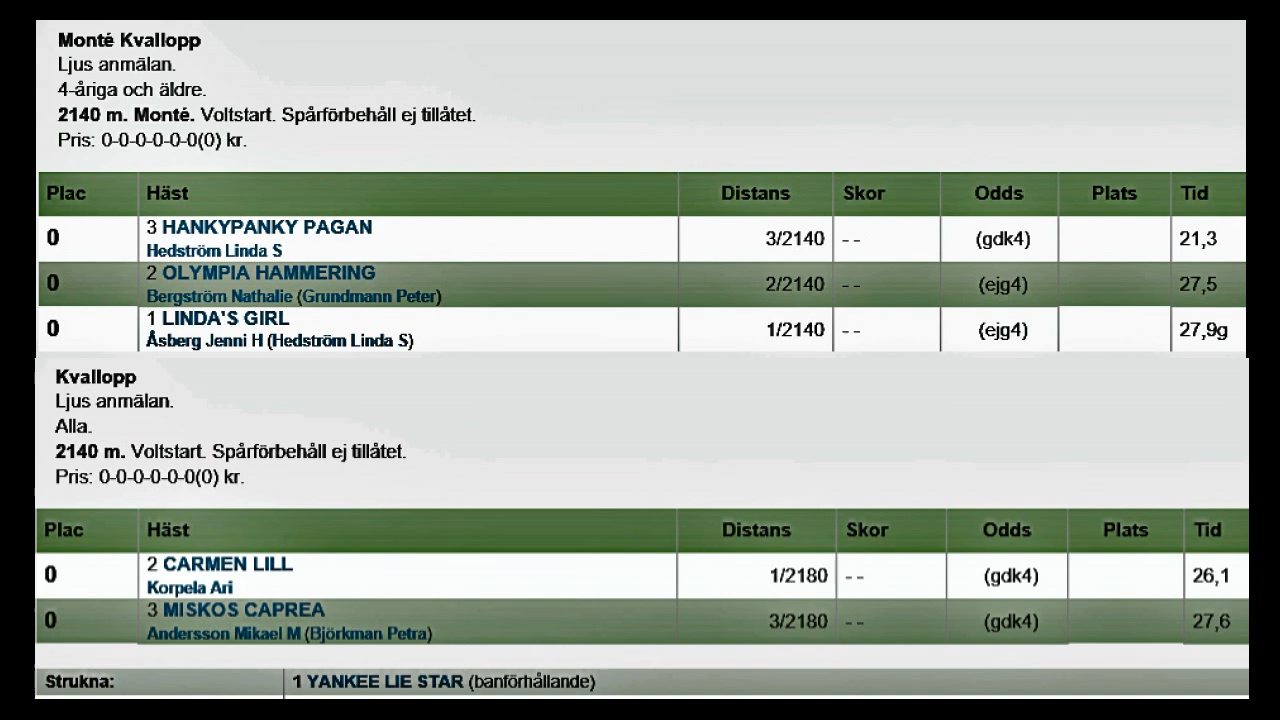 Monté Kvallopp
Ljus anmälan.
4-åriga och äldre.
2140 m. Monté. Voltstart. Spårförbehåll ej tillåtet.
Pris: 0-0-0-0-0-0(0) kr.
Plac Häst Distans Skor Odds Plats Tid
0 3 HANKYPANKY PAGAN 3/2140 - - (gdk4) 21,3
Hedström Linda S
0 2 OLYMPIA HAMMERING 2/2140 - - (ejg4) 27,5
Bergström Nathalie (Grundmann Peter)
0 1 LINDA'S GIRL 1/2140 - - (ejg4) 27,9g
Åsberg Jenni H (Hedström Linda S)
Kvallopp
Ljus anmälan.
Alla.
2140 m. Voltstart. Spårförbehåll ej tillåtet.
Pris: 0-0-0-0-0-0(0) kr.
Plac Häst Distans Skor Odds Plats Tid
0 2 CARMEN LILL 1/2180 - - (gdk4) 26,1
Korpela Ari
0 3 MISKOS CAPREA 3/2180 - - (gdk4) 27,6
Andersson Mikael M (Björkman Petra)
Strukna: 1 YANKEE LIE STAR (banförhållande)